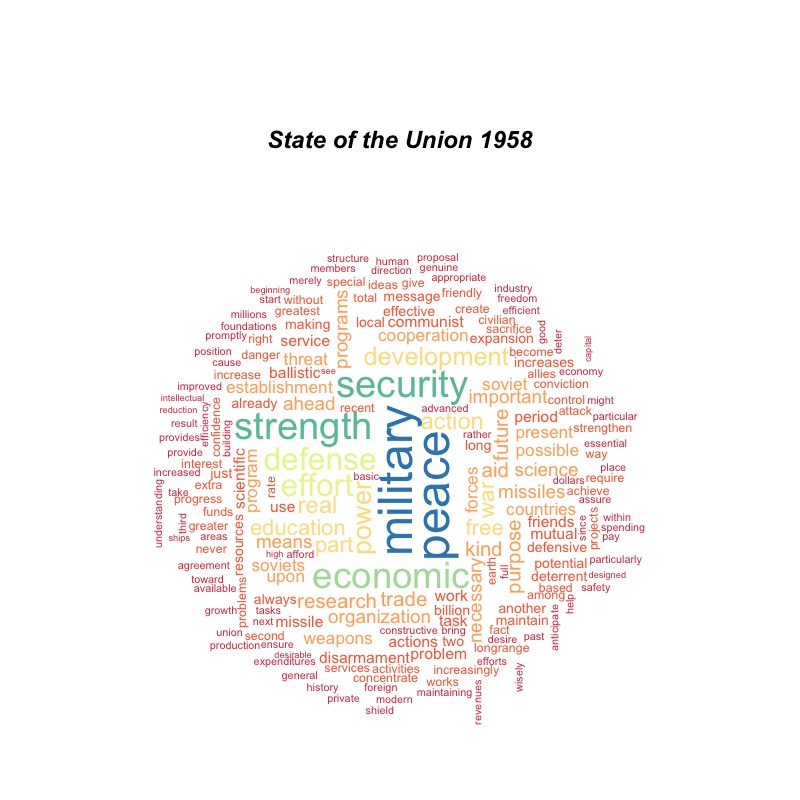 State of the Union 1958
structure human proposal
members direction genuine
merely special ideas give appropriate
beginning start without total message friendly industry
millions greatest effective create freedom efficient
foundations making local communist civilian sacrifice
promptly right service programs cooperation expansion good deter capital
position danger threat development become
cause ballistic see increases
increase security soviet allies economy
improved establishment conviction
intellectual already ahead recent important control might
reduction advanced period attack particular
result efficiency confidence strength action future strengthen
provides building rather present
provide defense long possible essential way
interest just aid science place
increased scientific program rate effort basic forces dollars require
understanding take extra missiles achieve
progress use real power military peace war assure
funds countries
third greater education free friends since projects within
ships areas mutual spending
never resources means part kind purpose defensive pay
high afford
agreement soviets earth full potential particularly
toward upon economic deterrent designed
available problems necessary based safety
always research trade work among help
growth tasks billion another anticipate
next missile organization task maintain
union second constructive bring fact
production ensure weapons actions two desire past
desirable longrange
expenditures disarmament problem efforts
general services activities increasingly wisely
concentrate works
history foreign maintaining revenues
private modern
shield